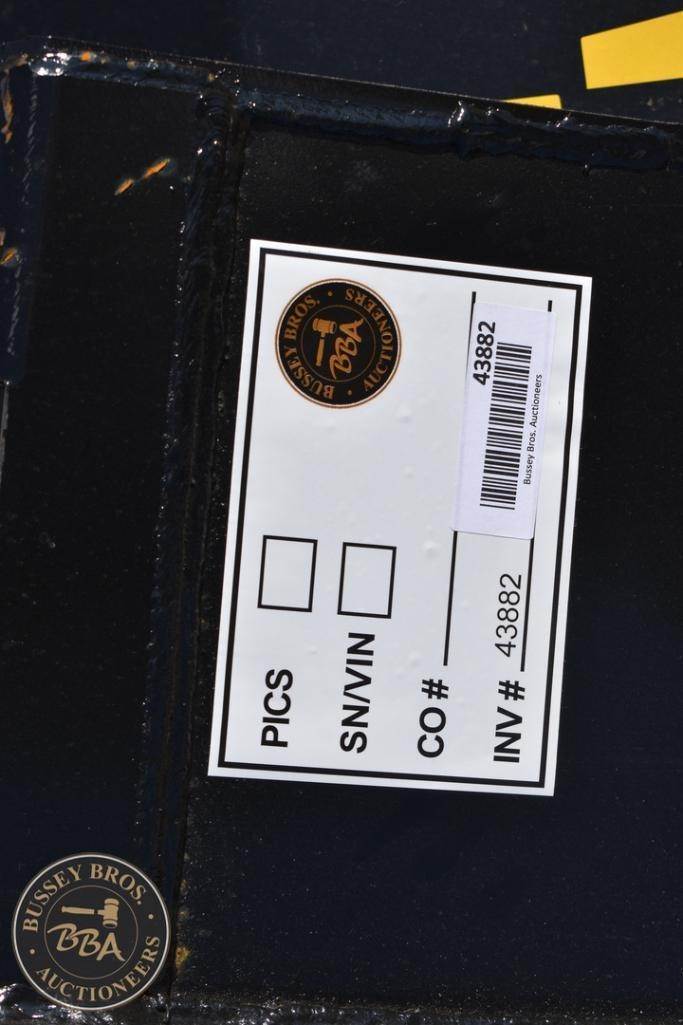 BUSSEY BROS.
BBA
AUCTIONEERS
43882
Bussey Bros. Auctioneers
PICS
SN/VIN
CO #
INV # 43882
BUSSEY BROS.
BBA
AUCTIONEERS